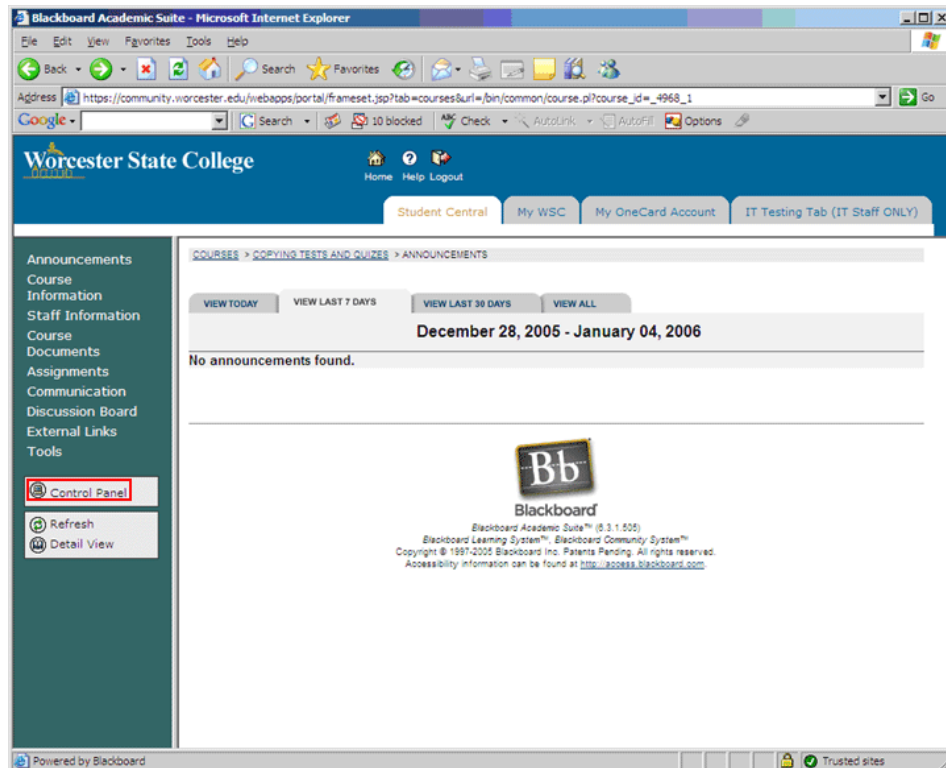 Blackboard Academic Suite - Microsoft Internet Explorer
File Edit View Favorites Tools Help
Back Search Favorites
Address https://community.worcester.edu/webapps/portal/frameset.jsp?tab=courses&url=/bin/common/course.pl?course_id=_4968_1 Go
Google Search 10 blocked ABC Check AutoLink AutoFill Options
Worcester State College
Home Help Logout
Student Central My WSC My OneCard Account IT Testing Tab (IT Staff ONLY)
COURSES > COPYING TESTS AND QUIZES > ANNOUNCEMENTS
Announcements
Course
Information
Staff Information
Course
Documents
Assignments
Communication
Discussion Board
External Links
Tools
Control Panel
Refresh
Detail View
VIEW TODAY VIEW LAST 7 DAYS VIEW LAST 30 DAYS VIEW ALL
December 28, 2005 - January 04, 2006
No announcements found.
Bb
Blackboard
Blackboard Academic Suite™ (6.3.1.505)
Blackboard Learning System™, Blackboard Community System™
Copyright © 1997-2005 Blackboard Inc. Patents Pending. All rights reserved.
Accessibility information can be found at http://access.blackboard.com.
Powered by Blackboard Trusted sites